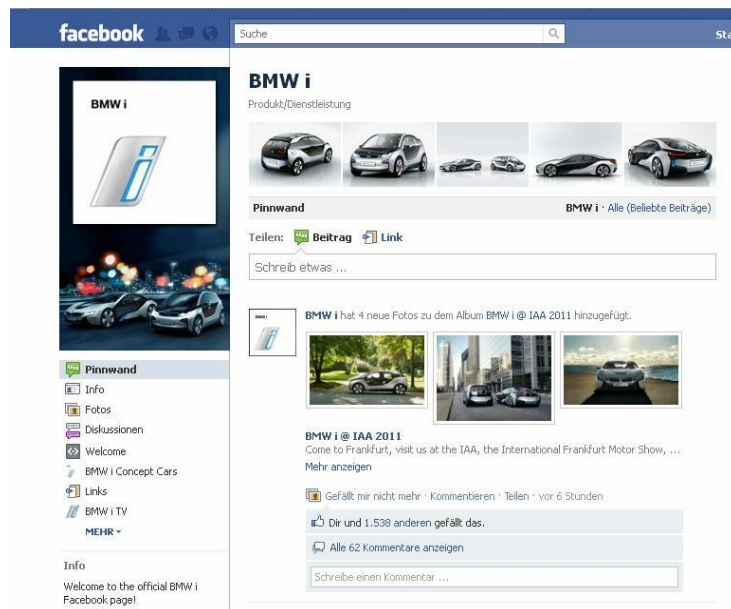 facebook
Suche
Sta
BMW i
BMW i
Produkt/Dienstleistung
Pinnwand
BMW i · Alle (Beliebte Beiträge)
Teilen: Beitrag Link
Schreib etwas ...
BMW i hat 4 neue Fotos zu dem Album BMW i @ IAA 2011 hinzugefügt.
BMW i @ IAA 2011
Come to Frankfurt, visit us at the IAA, the International Frankfurt Motor Show, ...
Mehr anzeigen
Gefällt mir nicht mehr · Kommentieren · Teilen · vor 6 Stunden
Dir und 1.538 anderen gefällt das.
Alle 62 Kommentare anzeigen
Schreibe einen Kommentar ...
Pinnwand
Info
Fotos
Diskussionen
Welcome
BMW i Concept Cars
Links
BMW i TV
MEHR
Info
Welcome to the official BMW i
Facebook page!